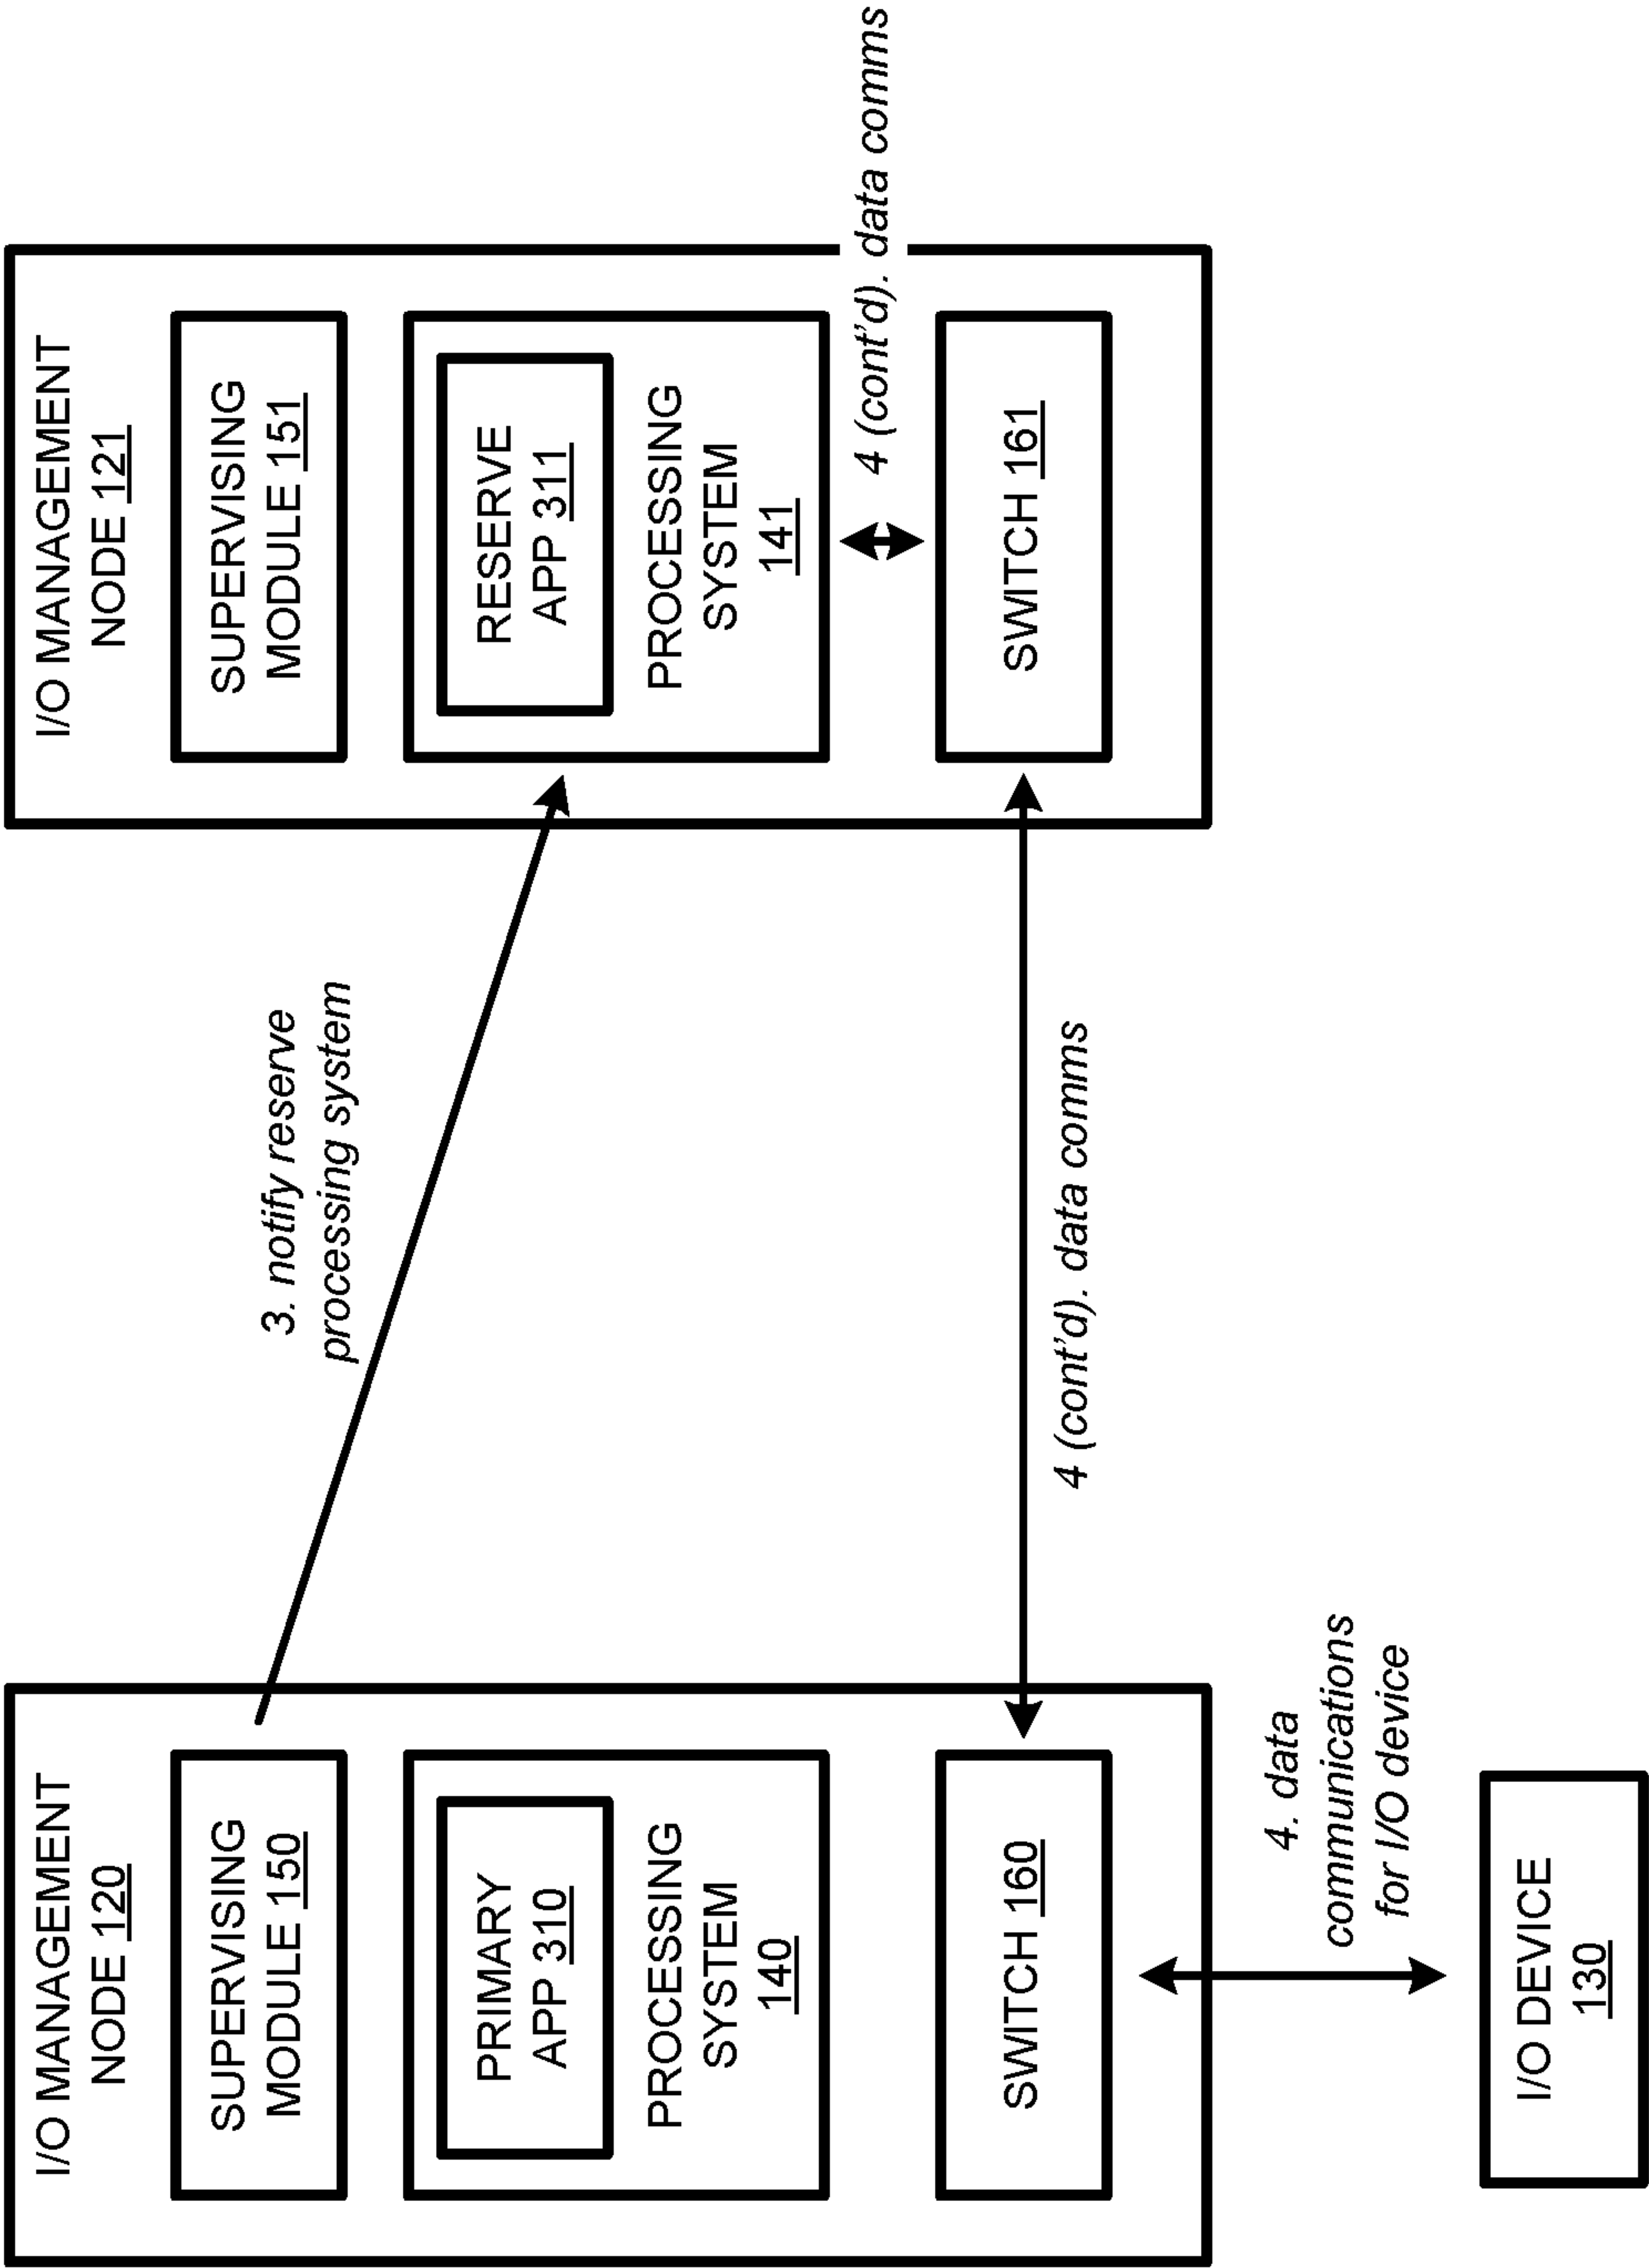 I/O MANAGEMENT
NODE 120
SUPERVISING
MODULE 150
PRIMARY
APP 310
PROCESSING
SYSTEM
140
SWITCH 160
3. notify reserve
processing system
4 (cont'd). data comms
I/O MANAGEMENT
NODE 121
SUPERVISING
MODULE 151
RESERVE
APP 311
PROCESSING
SYSTEM
141
4 (cont'd). data comms
SWITCH 161
4. data
communications
for I/O device
I/O DEVICE
130